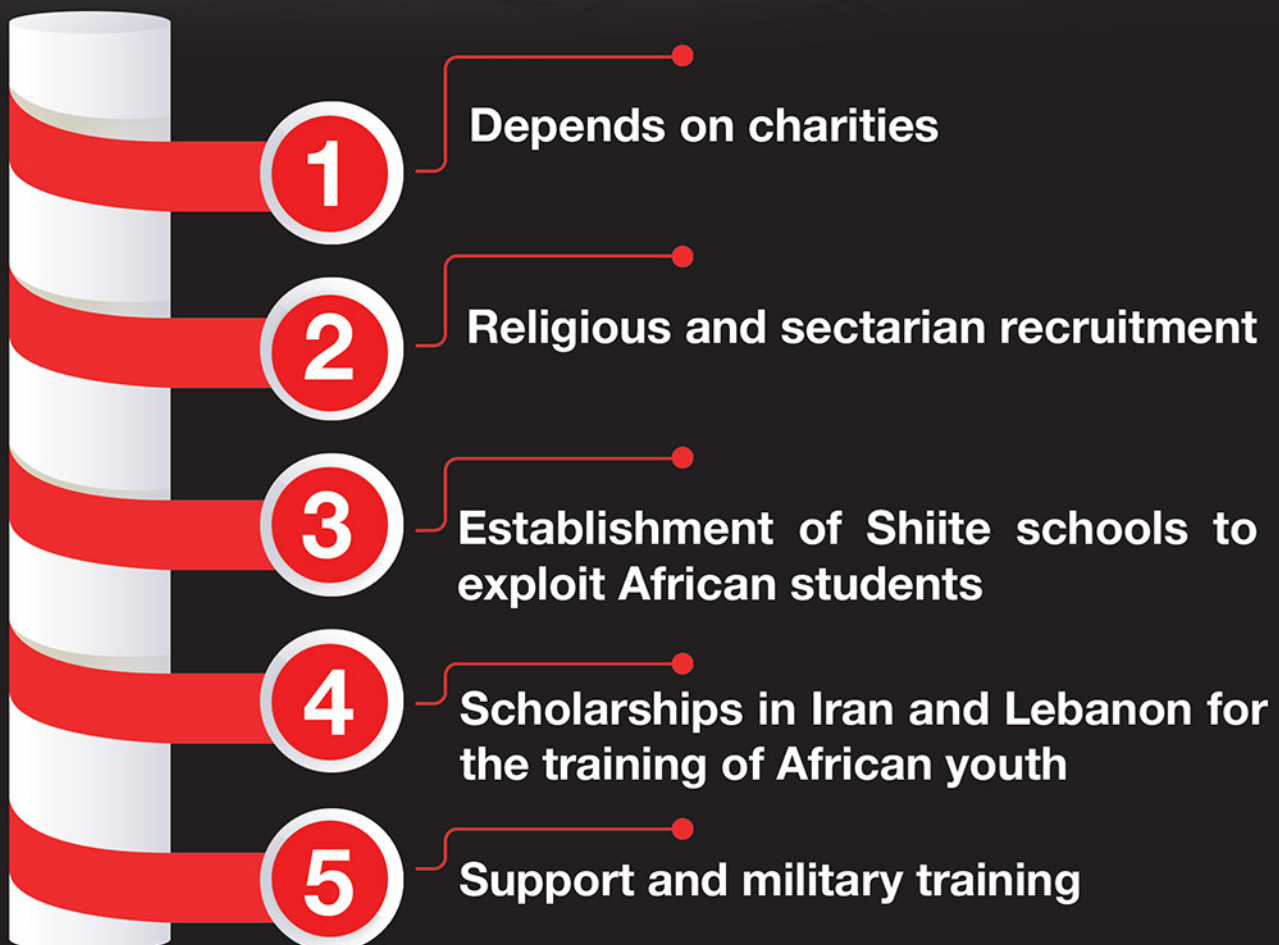 1
Depends on charities
2
Religious and sectarian recruitment
3
Establishment of Shiite schools to
exploit African students
4
Scholarships in Iran and Lebanon for
the training of African youth
5
Support and military training